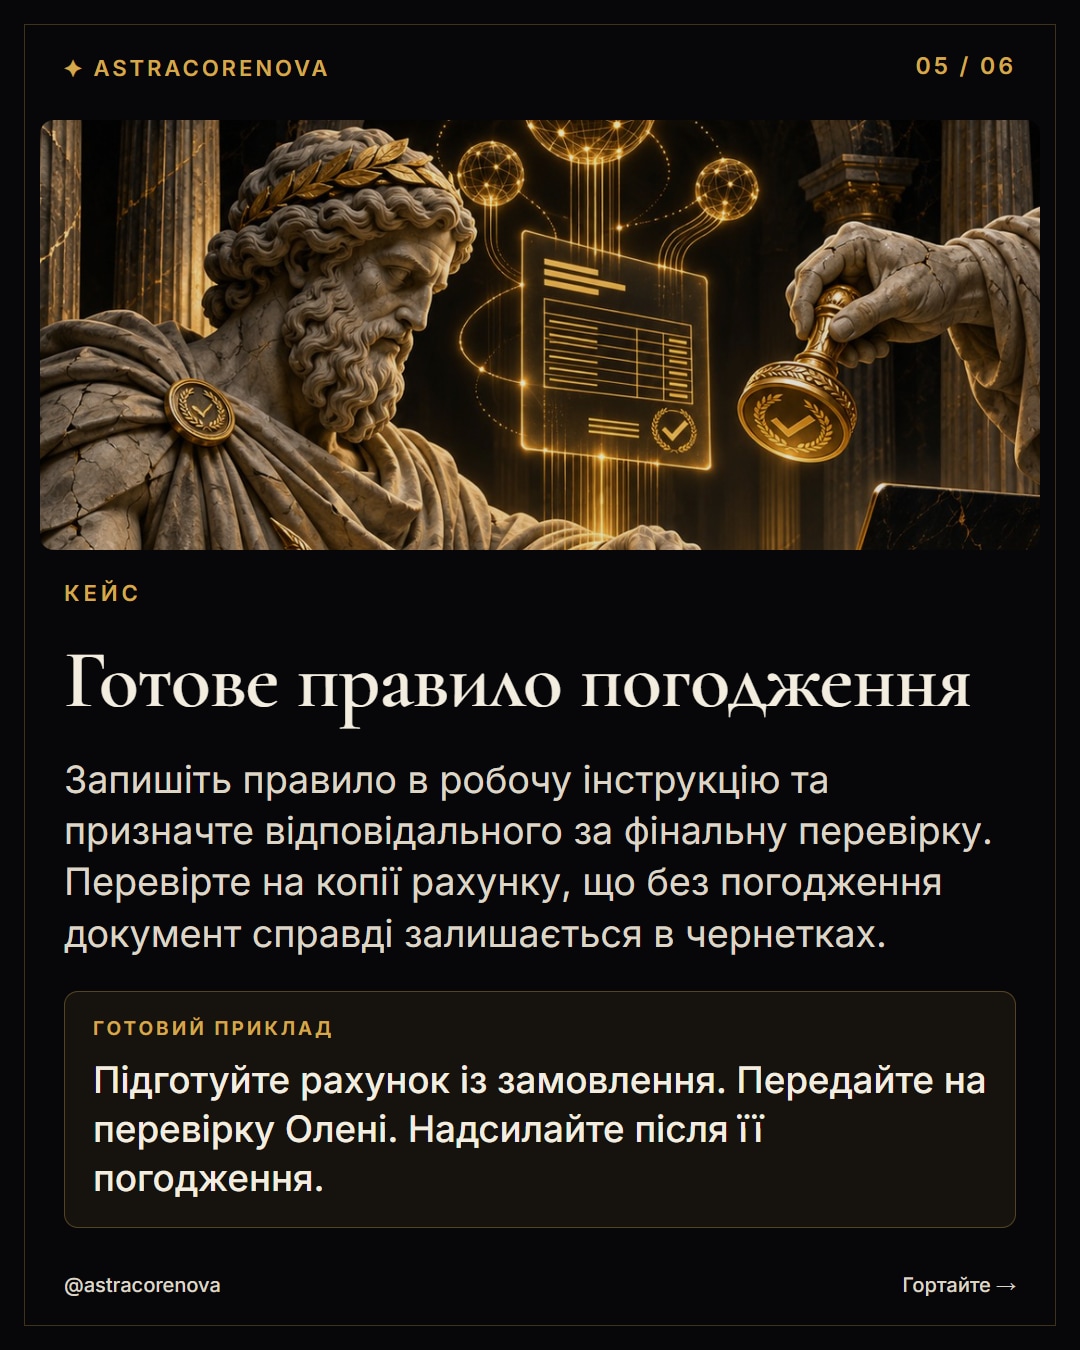 ✦ ASTRACORENOVA
05 / 06
КЕЙС
Готове правило погодження
Запишіть правило в робочу інструкцію та
призначте відповідального за фінальну перевірку.
Перевірте на копії рахунку, що без погодження
документ справді залишається в чернетках.
ГОТОВИЙ ПРИКЛАД
Підготуйте рахунок із замовлення. Передайте на
перевірку Олені. Надсилайте після її
погодження.
@astracorenova
Гортайте →